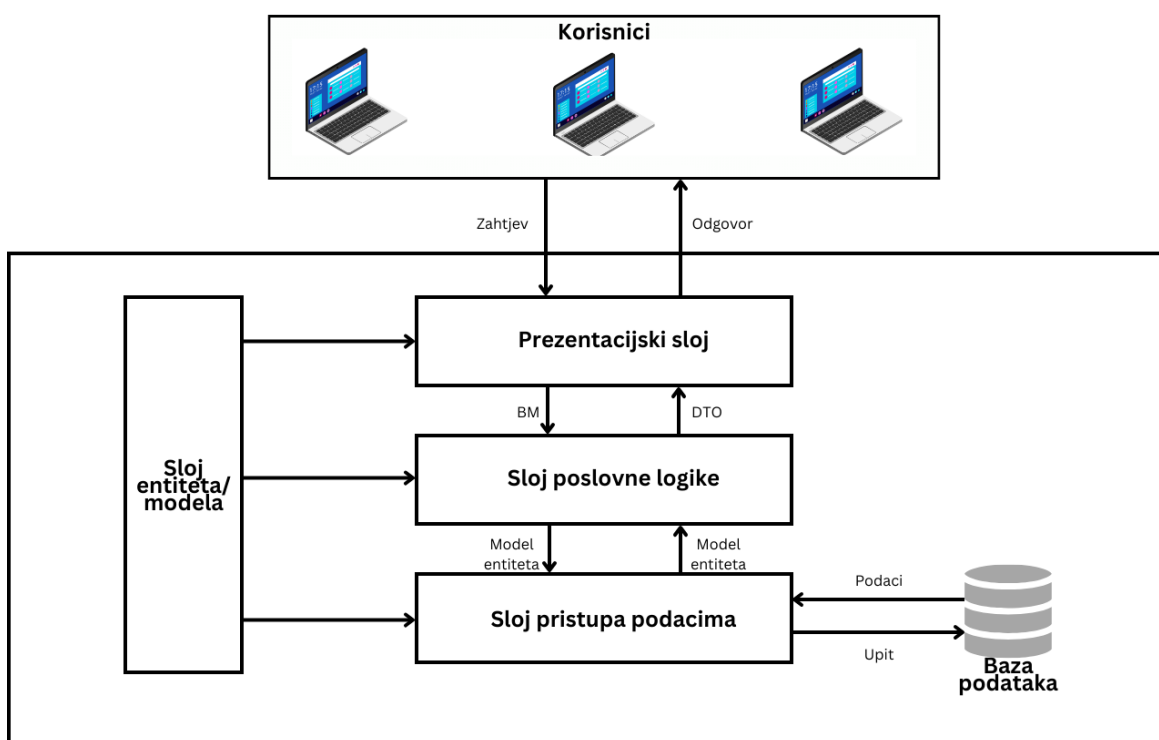 Korisnici
Zahtjev
Odgovor
Prezentacijski sloj
BM
DTO
Sloj
entiteta/
modela
Sloj poslovne logike
Model
entiteta
Model
entiteta
Sloj pristupa podacima
Podaci
Upit
Baza
podataka